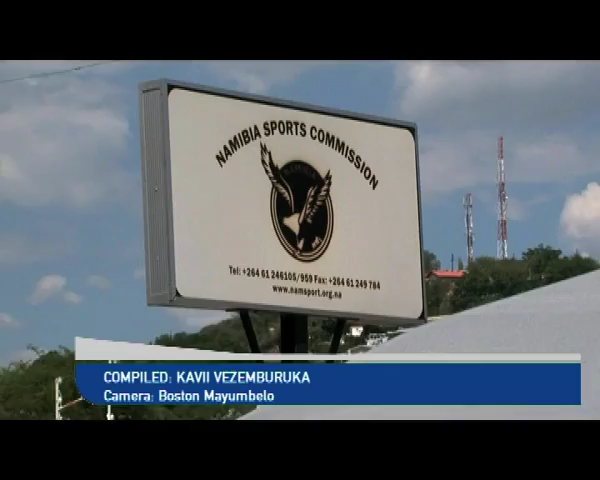 NAMIBIA SPORTS COMMISSION
Tel: +264 61 246105/959 Fax: +264 61 249 784
www.namsport.org.na
COMPILED: KAVII VEZEMBURUKA
Camera: Boston Mayumbelo